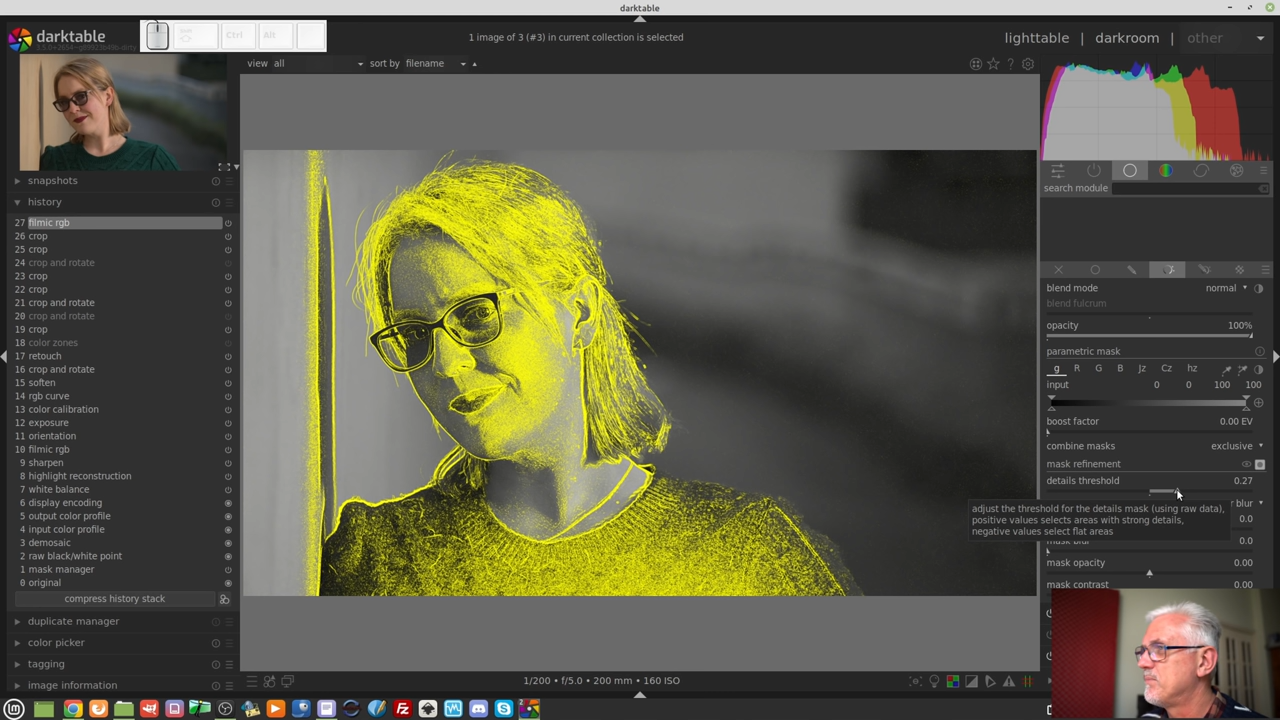 darktable
darktable
Ctrl Alt
1 image of 3 (#3) in current collection is selected
lighttable | darkroom | other
view all
sort by filename
snapshots
history
27 filmic rgb
26 crop
25 crop
24 crop and rotate
23 crop
22 crop
21 crop and rotate
20 crop and rotate
19 crop
18 color zones
17 retouch
16 crop and rotate
15 soften
14 rgb curve
13 color calibration
12 exposure
11 orientation
10 filmic rgb
9 sharpen
8 highlight reconstruction
7 white balance
6 display encoding
5 output color profile
4 input color profile
3 demosaic
2 raw black/white point
1 mask manager
0 original
compress history stack
duplicate manager
color picker
tagging
image information
1/200 • f/5.0 • 200 mm • 160 ISO
search module
blend mode normal
blend fulcrum
opacity 100%
parametric mask
g R G B Jz Cz hz
input 0 0 100 100
boost factor 0.00 EV
combine masks exclusive
mask refinement
details threshold 0.27
adjust the threshold for the details mask (using raw data),
positive values selects areas with strong details,
negative values select flat areas
blur
0.0
mask blur 0.0
mask opacity 0.00
mask contrast 0.00